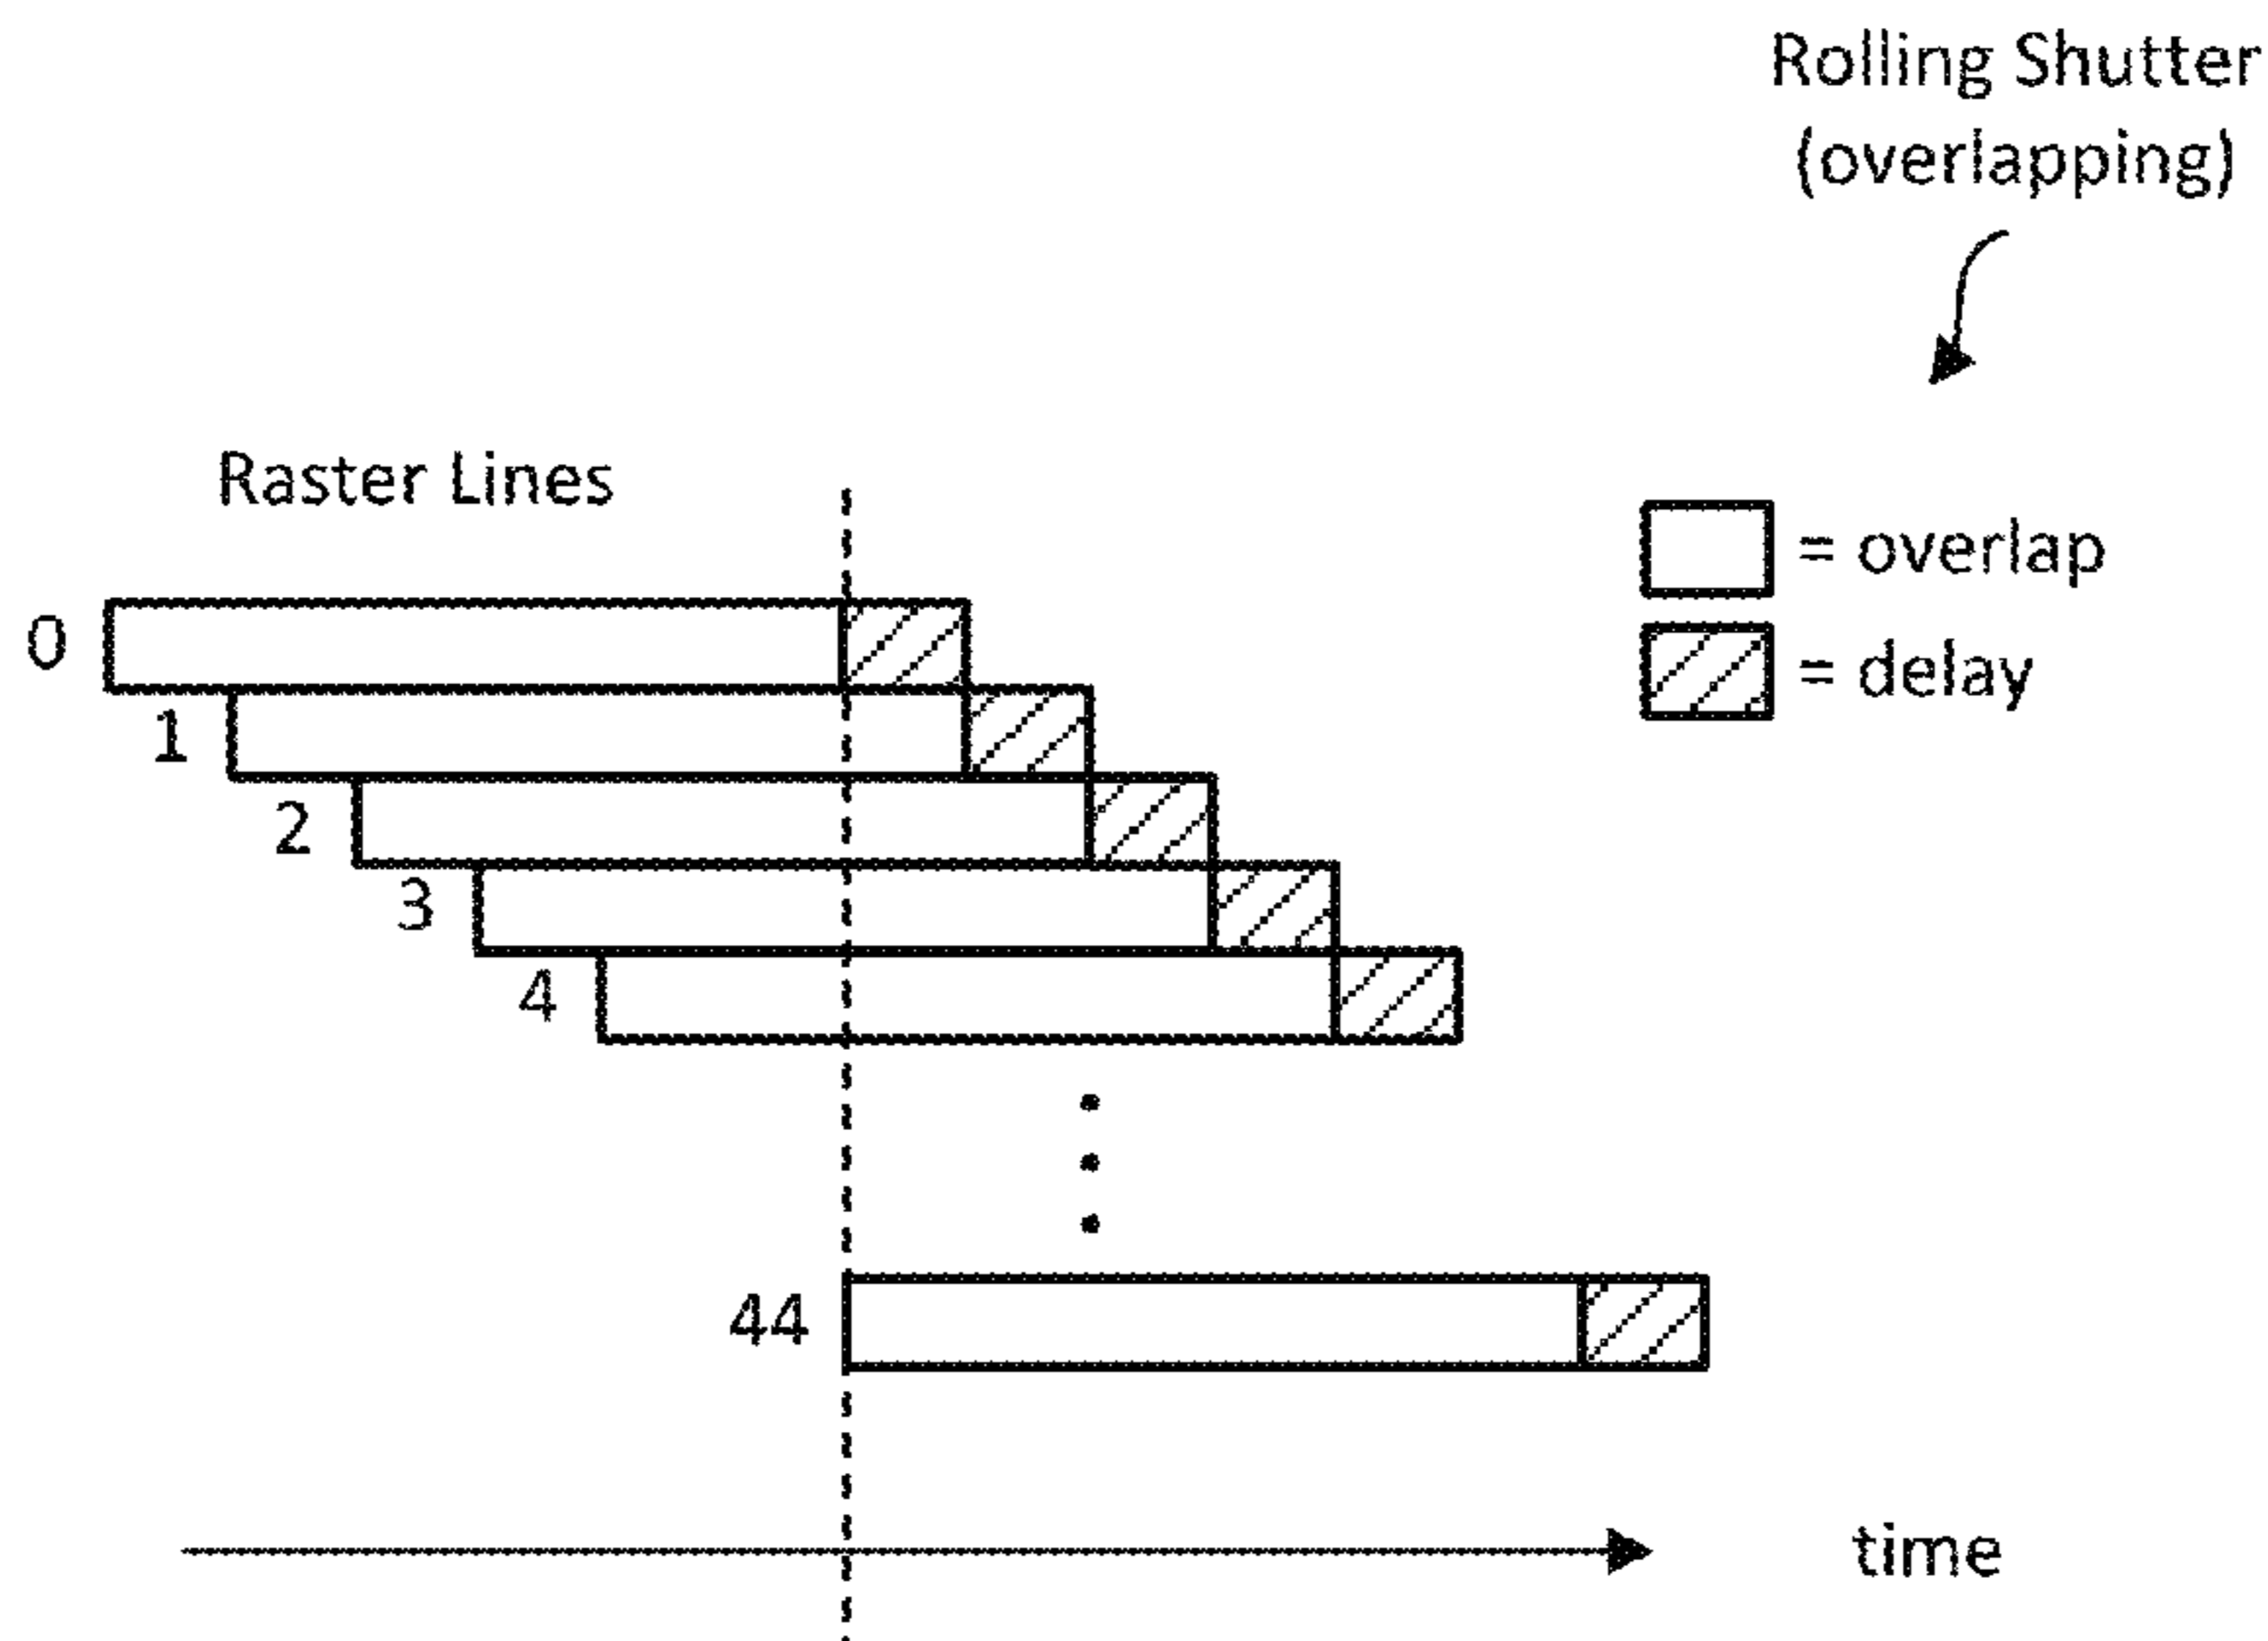 Rolling Shutter
(overlapping)
Raster Lines
= overlap
= delay
0
1
2
3
4
44
time